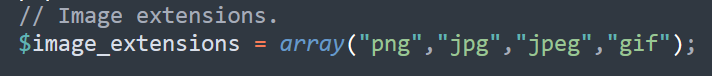 // Image extensions.
$image_extensions = array("png","jpg","jpeg","gif");